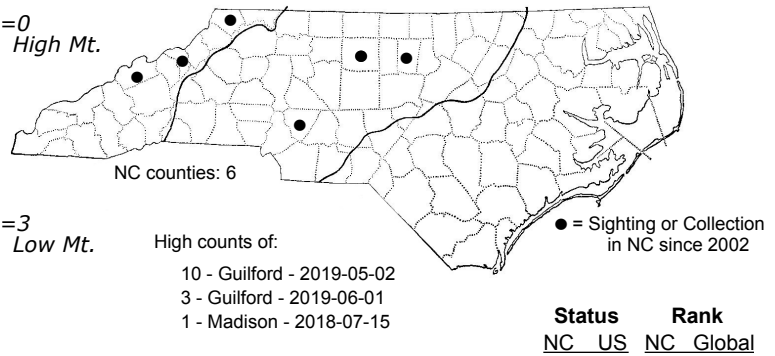 =0
High Mt.
NC counties: 6
=3
Low Mt.
High counts of:
10 - Guilford - 2019-05-02
3 - Guilford - 2019-06-01
1 - Madison - 2018-07-15
● = Sighting or Collection
in NC since 2002
Status Rank
NC US NC Global